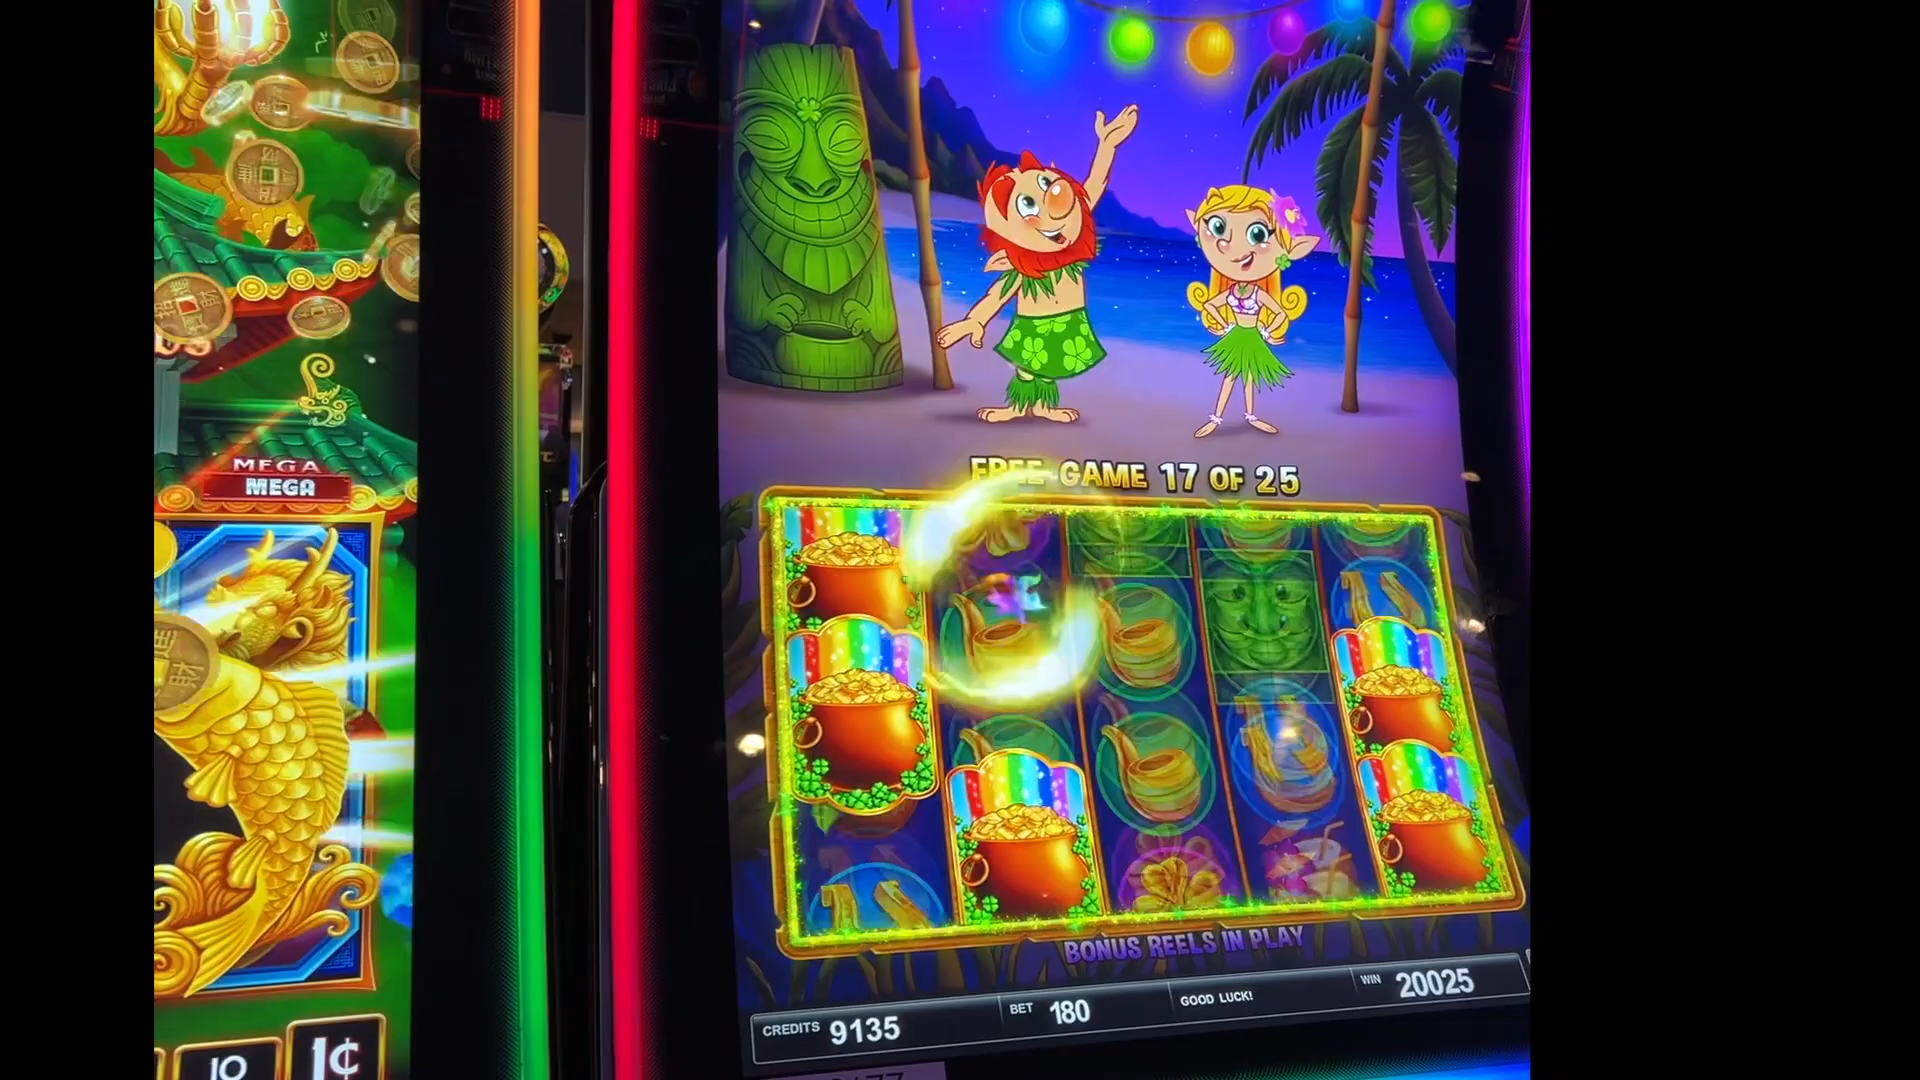 MEGA
MEGA
10
1¢
FREE GAME 17 OF 25
BONUS REELS IN PLAY
CREDITS 9135
BET 180
GOOD LUCK!
WIN 20025